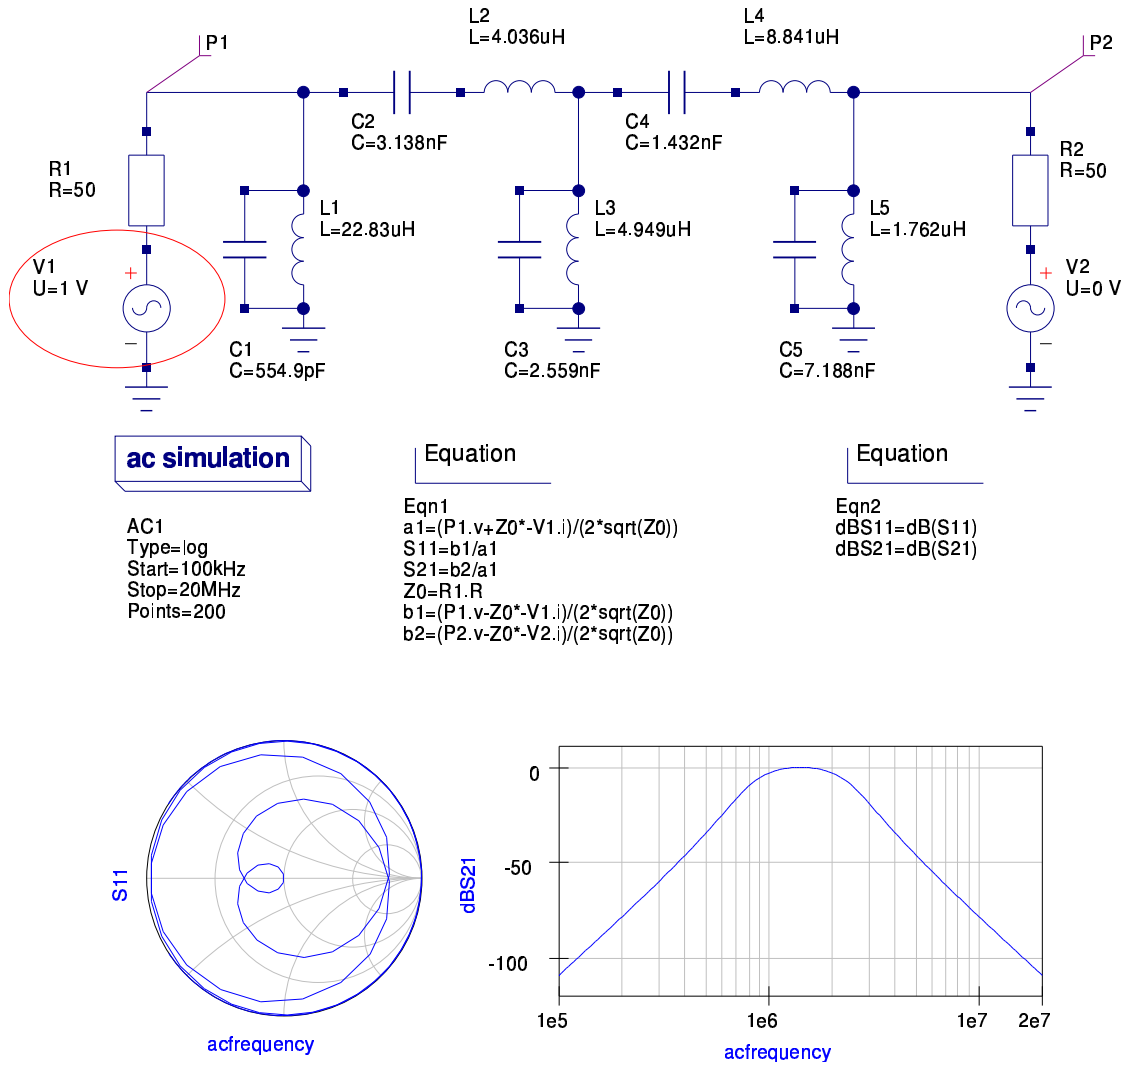 L2
L=4.036uH
L4
L=8.841uH
P1
P2
C2
C=3.138nF
C4
C=1.432nF
R1
R=50
R2
R=50
L1
L=22.83uH
L3
L=4.949uH
L5
L=1.762uH
V1
U=1 V
V2
U=0 V
C1
C=554.9pF
C3
C=2.559nF
C5
C=7.188nF
ac simulation
AC1
Type=log
Start=100kHz
Stop=20MHz
Points=200
Equation
Eqn1
a1=(P1.v+Z0*-V1.i)/(2*sqrt(Z0))
S11=b1/a1
S21=b2/a1
Z0=R1.R
b1=(P1.v-Z0*-V1.i)/(2*sqrt(Z0))
b2=(P2.v-Z0*-V2.i)/(2*sqrt(Z0))
Equation
Eqn2
dBS11=dB(S11)
dBS21=dB(S21)
S11
acfrequency
dBS21
0
-50
-100
1e5
1e6
1e7
2e7
acfrequency